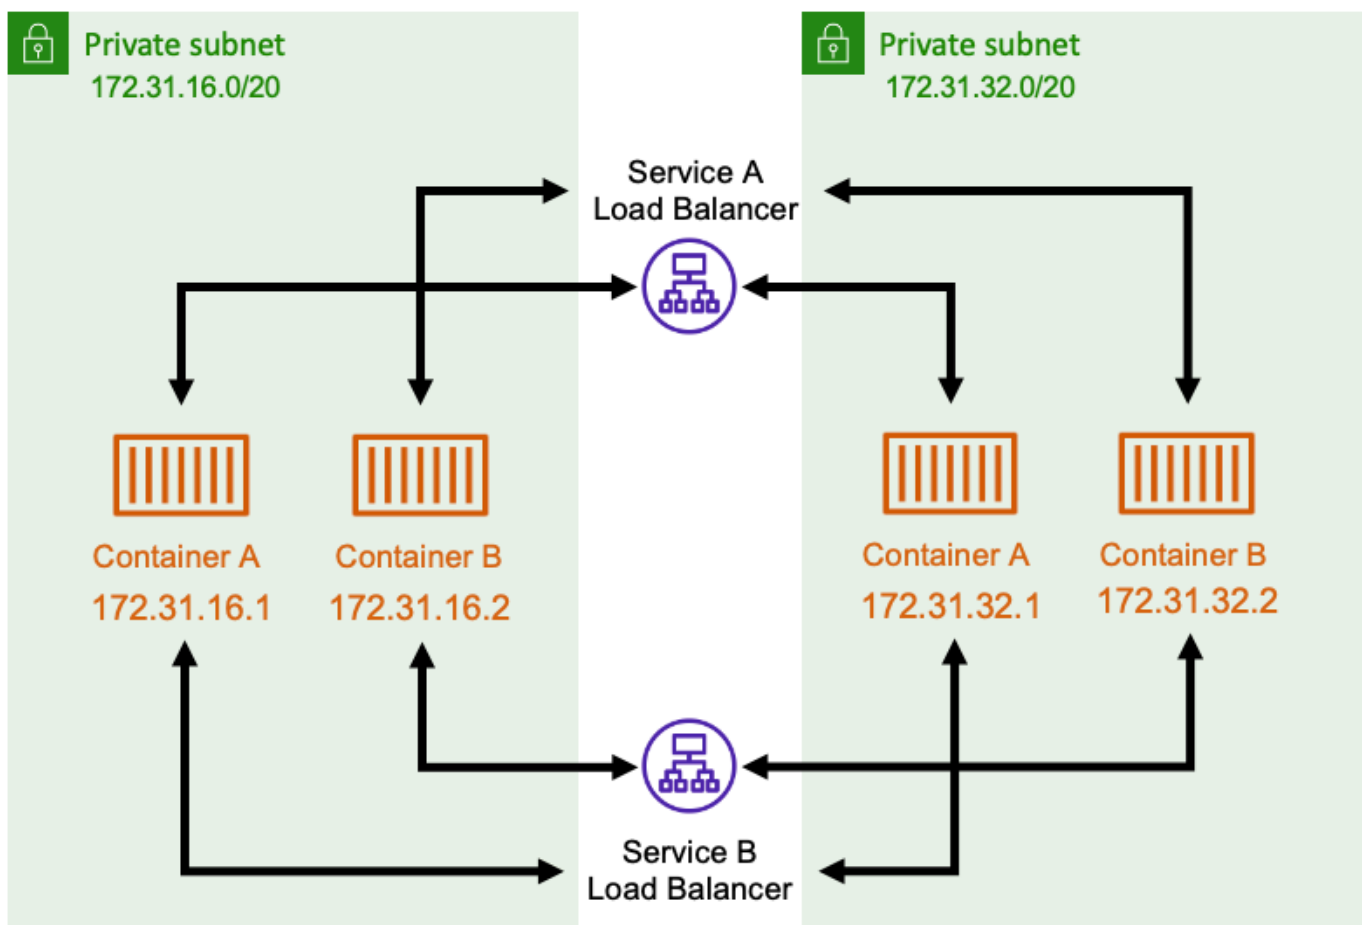 Private subnet
172.31.16.0/20
Private subnet
172.31.32.0/20
Service A
Load Balancer
Container A
172.31.16.1
Container B
172.31.16.2
Container A
172.31.32.1
Container B
172.31.32.2
Service B
Load Balancer